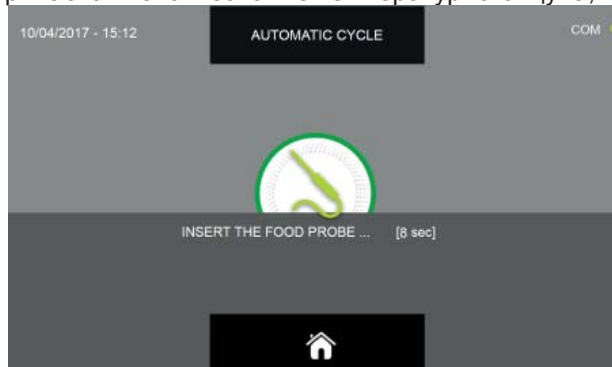 10/04/2017 - 15:12
AUTOMATIC CYCLE
COM
INSERT THE FOOD PROBE ... [8 sec]